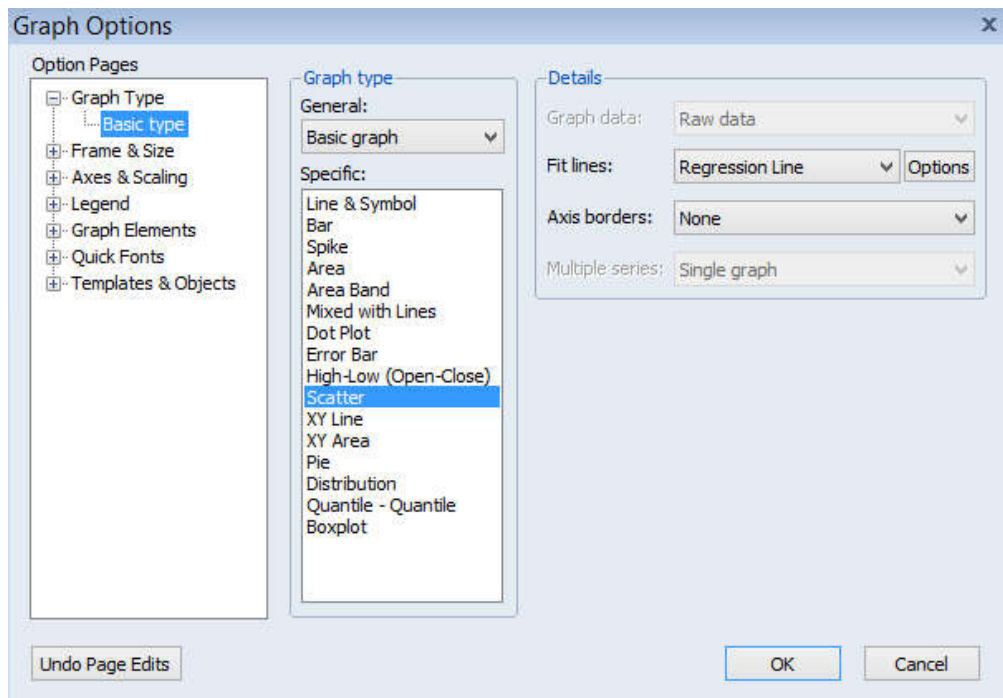 Graph Options
Option Pages
Graph Type
Basic type
Frame & Size
Axes & Scaling
Legend
Graph Elements
Quick Fonts
Templates & Objects
Graph type
General:
Basic graph
Specific:
Line & Symbol
Bar
Spike
Area
Area Band
Mixed with Lines
Dot Plot
Error Bar
High-Low (Open-Close)
Scatter
XY Line
XY Area
Pie
Distribution
Quantile - Quantile
Boxplot
Details
Graph data: Raw data
Fit lines: Regression Line Options
Axis borders: None
Multiple series: Single graph
Undo Page Edits OK Cancel